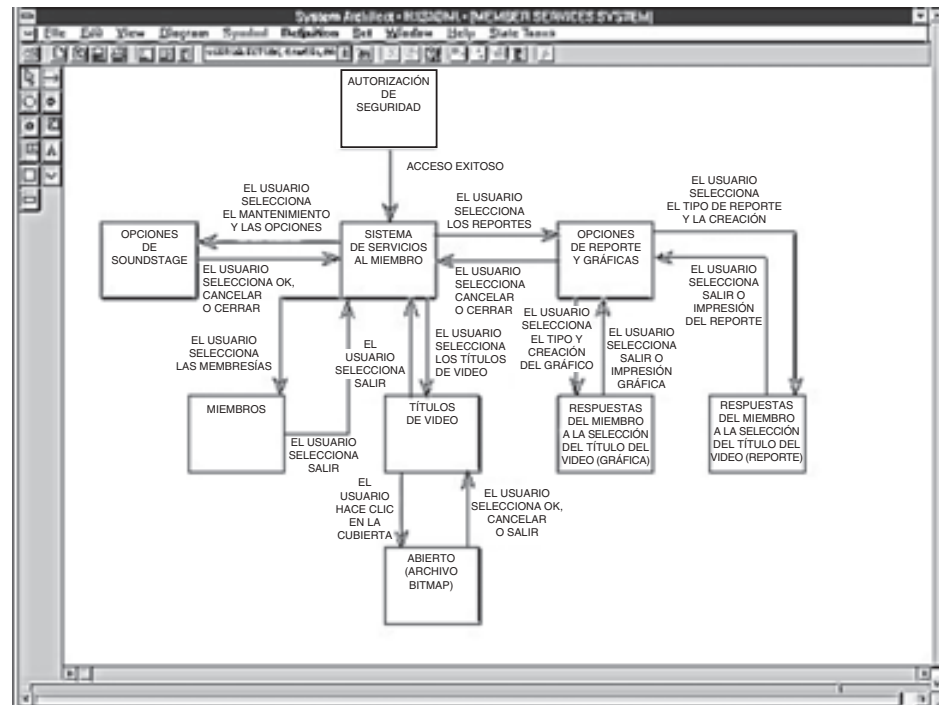 System Architect - [MEMBER SERVICES SYSTEM]
File Edit View Diagram Symbol Definition Set Window Help
AUTORIZACIÓN
DE
SEGURIDAD
ACCESO EXITOSO
EL USUARIO
SELECCIONA
EL MANTENIMIENTO
Y LAS OPCIONES
EL USUARIO
SELECCIONA
LOS REPORTES
EL USUARIO
SELECCIONA
EL TIPO DE REPORTE
Y LA CREACIÓN
OPCIONES
DE
SOUNDSTAGE
SISTEMA
DE SERVICIOS
AL MIEMBRO
OPCIONES
DE REPORTE
Y GRÁFICAS
EL USUARIO
SELECCIONA OK,
CANCELAR
O CERRAR
EL USUARIO
SELECCIONA
CANCELAR
O CERRAR
EL USUARIO
SELECCIONA
SALIR O
IMPRESIÓN
DEL REPORTE
EL USUARIO
SELECCIONA
LAS MEMBRESÍAS
EL
USUARIO
SELECCIONA
SALIR
EL USUARIO
SELECCIONA
LOS TÍTULOS
DE VIDEO
EL USUARIO
SELECCIONA
EL TIPO Y
CREACIÓN
DEL GRÁFICO
EL USUARIO
SELECCIONA
SALIR O
IMPRESIÓN
GRÁFICA
MIEMBROS
EL USUARIO
SELECCIONA
SALIR
TÍTULOS
DE VIDEO
RESPUESTAS
DEL MIEMBRO
A LA SELECCIÓN
DEL TÍTULO DEL
VIDEO (GRÁFICA)
RESPUESTAS
DEL MIEMBRO
A LA SELECCIÓN
DEL TÍTULO DEL
VIDEO (REPORTE)
EL
USUARIO
HACE CLIC
EN LA
CUBIERTA
EL USUARIO
SELECCIONA OK,
CANCELAR
O SALIR
ABIERTO
(ARCHIVO
BITMAP)